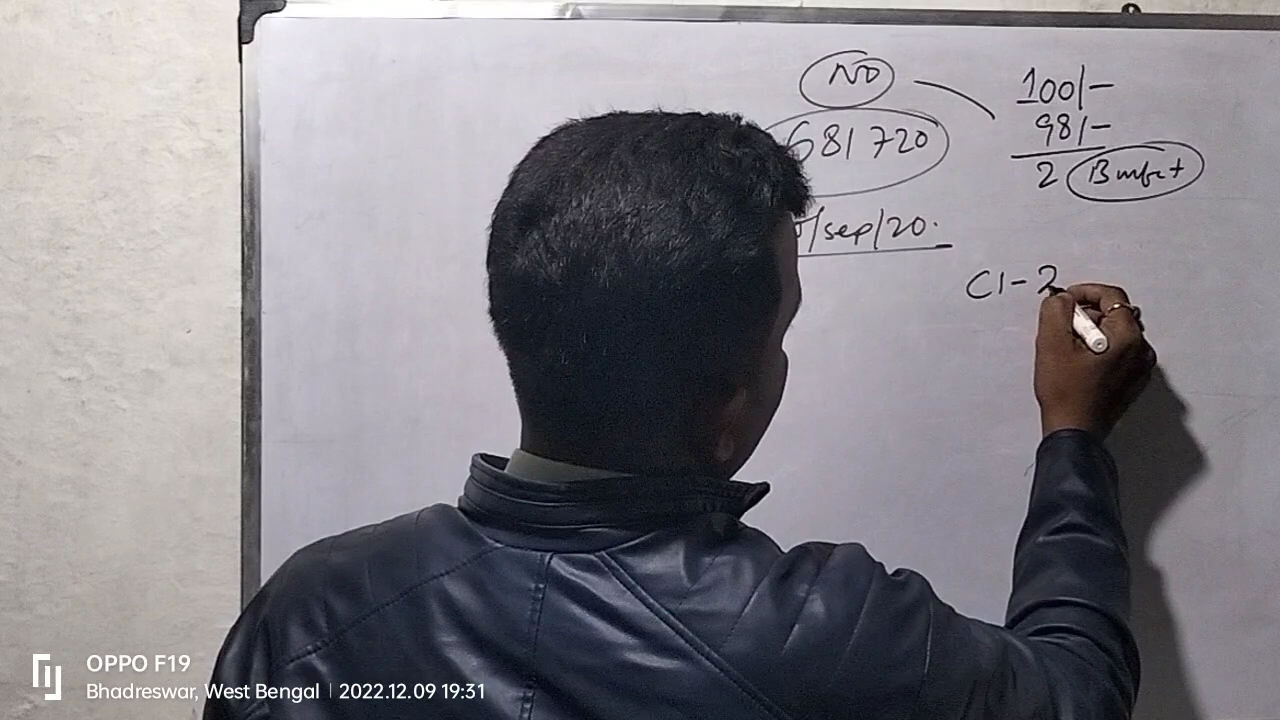 NO
681720
/sep/20.
100/-
98/-
2
C1-2
OPPO F19
Bhadreswar, West Bengal | 2022.12.09 19:31